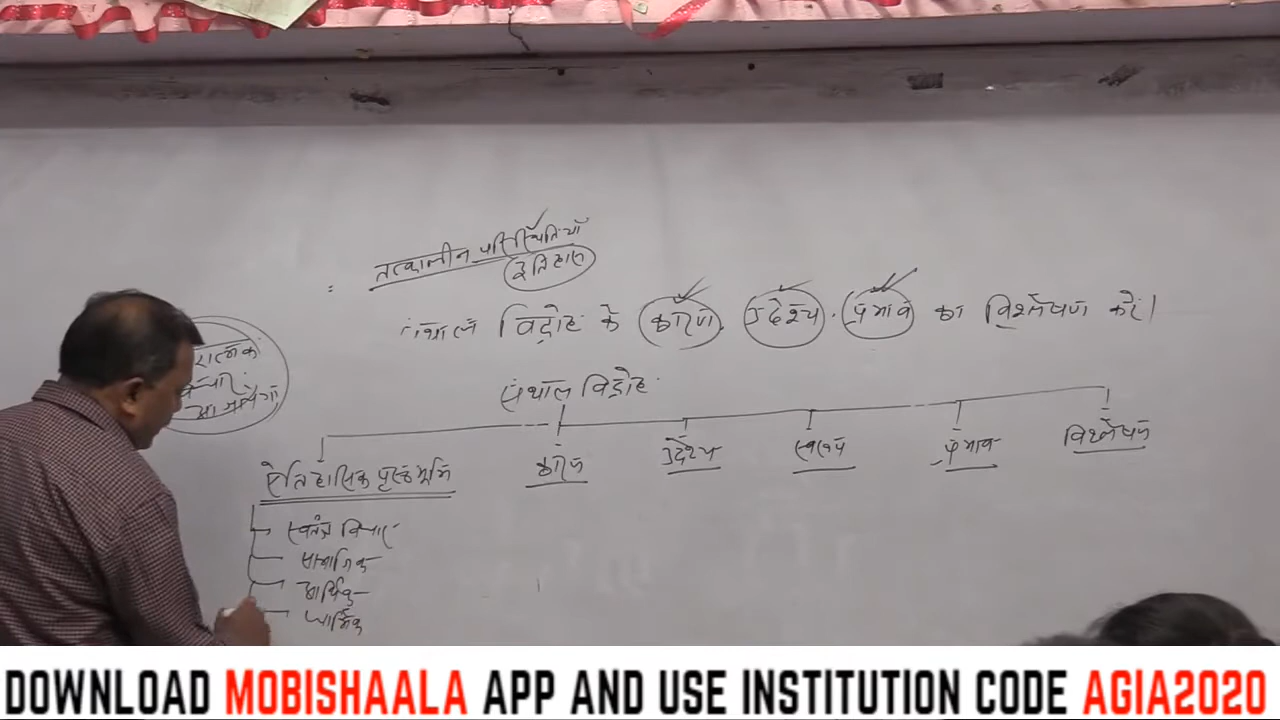 तत्कालीन परिस्थितियाँ
इतिहास
विद्रोह के कारण, उद्देश्य, प्रभाव का विश्लेषण करें।
संथाल विद्रोह
ऐतिहासिक पृष्ठभूमि कारण उद्देश्य स्वरूप प्रभाव विश्लेषण
स्वतंत्र विचार
सामाजिक
आर्थिक
धार्मिक
DOWNLOAD MOBISHAALA APP AND USE INSTITUTION CODE AGIA2020